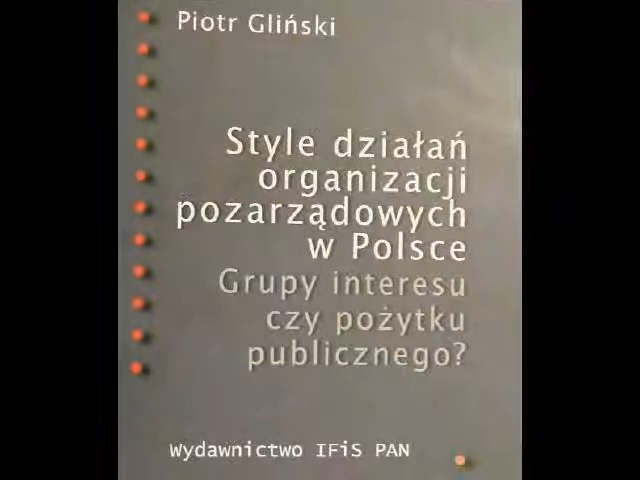 Piotr Gliński
Style działań
organizacji
pozarządowych
w Polsce
Grupy interesu
czy pożytku
publicznego?
Wydawnictwo IFiS PAN